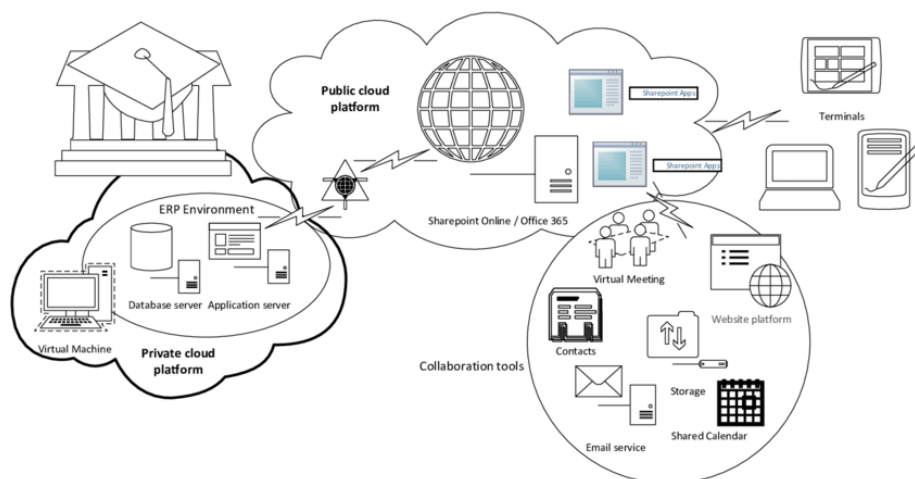 Public cloud
platform
Sharepoint Apps
Terminals
Sharepoint Apps
ERP Environment
Sharepoint Online / Office 365
Virtual Meeting
Database server
Application server
Website platform
Virtual Machine
Private cloud
platform
Contacts
Collaboration tools
Storage
Email service
Shared Calendar